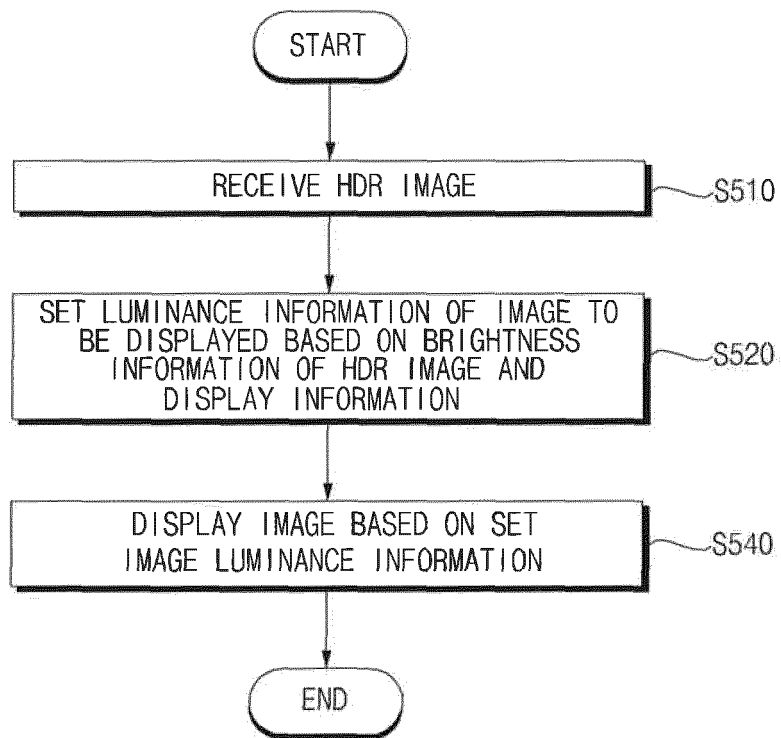 START
RECEIVE HDR IMAGE
S510
SET LUMINANCE INFORMATION OF IMAGE TO
BE DISPLAYED BASED ON BRIGHTNESS
INFORMATION OF HDR IMAGE AND
DISPLAY INFORMATION
S520
DISPLAY IMAGE BASED ON SET
IMAGE LUMINANCE INFORMATION
S540
END